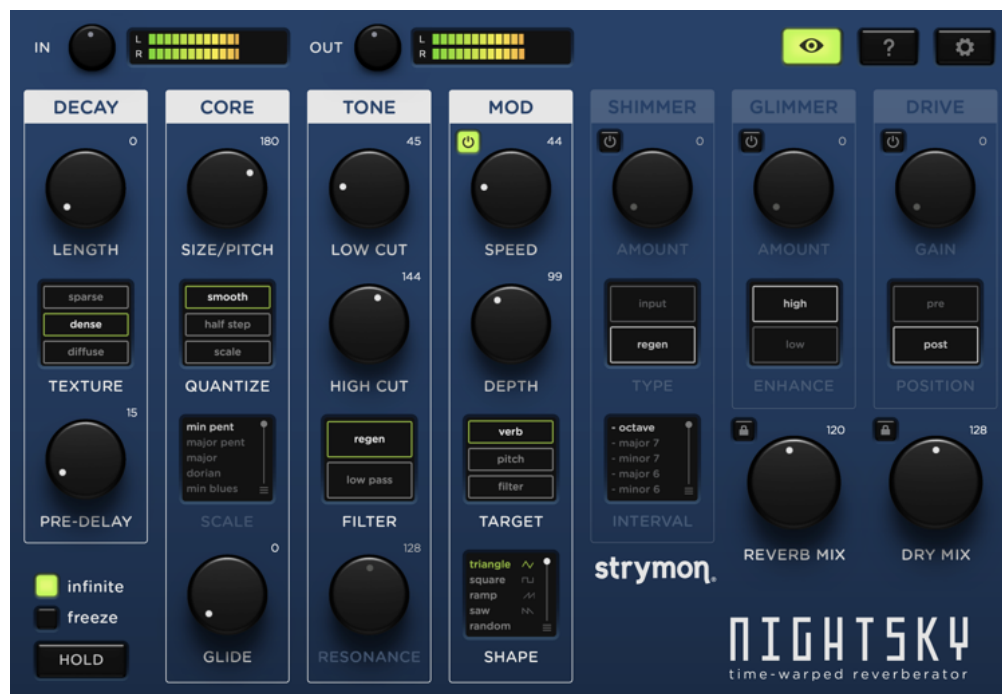 IN
L
R
OUT
L
R
?
DECAY
0
LENGTH
sparse
dense
diffuse
TEXTURE
15
PRE-DELAY
infinite
freeze
HOLD
CORE
180
SIZE/PITCH
smooth
half step
scale
QUANTIZE
min pent
major pent
major
dorian
min blues
SCALE
0
GLIDE
TONE
45
LOW CUT
144
HIGH CUT
regen
low pass
FILTER
128
RESONANCE
MOD
44
SPEED
99
DEPTH
verb
pitch
filter
TARGET
triangle
square
ramp
saw
random
SHAPE
SHIMMER
0
AMOUNT
input
regen
TYPE
- octave
- major 7
- minor 7
- major 6
- minor 6
INTERVAL
GLIMMER
0
AMOUNT
high
low
ENHANCE
120
REVERB MIX
DRIVE
0
GAIN
pre
post
POSITION
128
DRY MIX
strymon®
NIGHTSKY
time-warped reverberator